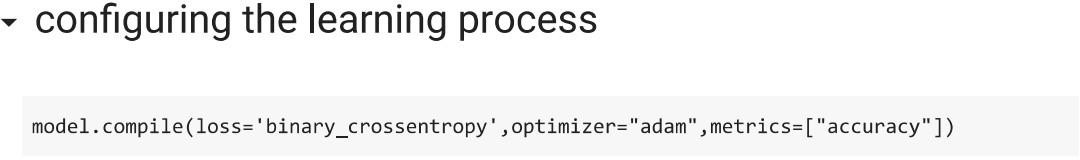 configuring the learning process
model.compile(loss='binary_crossentropy',optimizer="adam",metrics=["accuracy"])